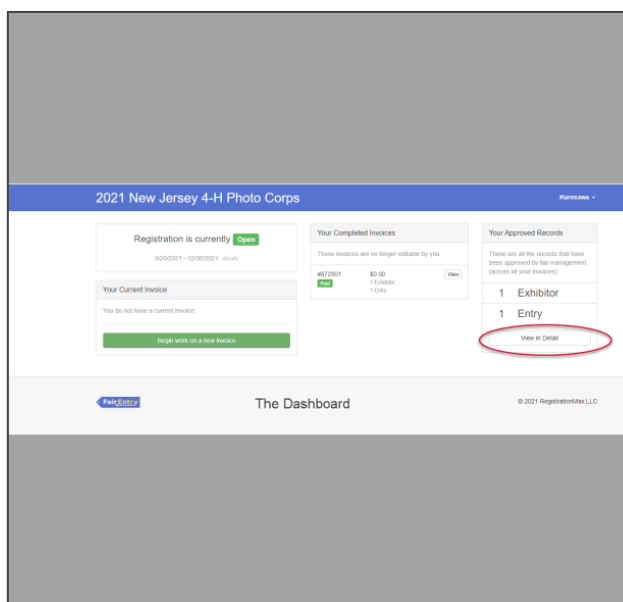 2021 New Jersey 4-H Photo Corps
Kurosawa
Registration is currently Open
3/20/2021 - 12/30/2021 details
Your Current Invoice
You do not have a current invoice.
Begin work on a new invoice
Your Completed Invoices
These invoices are no longer editable by you.
#872901 $0.00 View
Paid 1 Exhibitor
1 Entry
Your Approved Records
These are all the records that have
been approved by fair management
(across all your invoices)
1 Exhibitor
1 Entry
View in Detail
FairEntry
The Dashboard
© 2021 RegistrationMax LLC